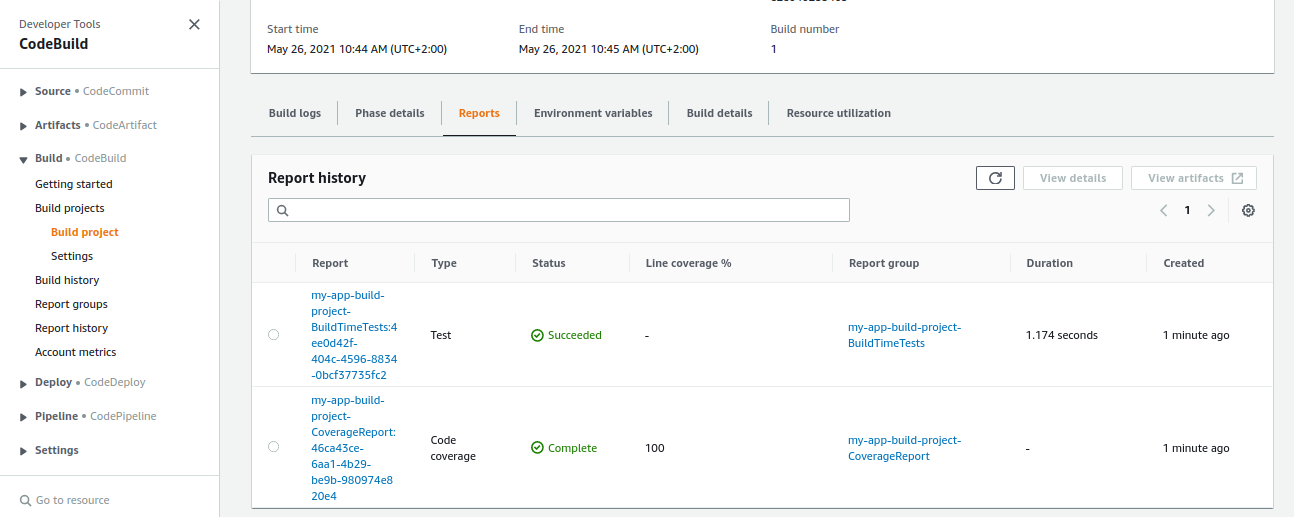 Developer Tools
CodeBuild
Source • CodeCommit
Artifacts • CodeArtifact
Build • CodeBuild
Getting started
Build projects
Build project
Settings
Build history
Report groups
Report history
Account metrics
Deploy • CodeDeploy
Pipeline • CodePipeline
Settings
Go to resource
Start time
May 26, 2021 10:44 AM (UTC+2:00)
End time
May 26, 2021 10:45 AM (UTC+2:00)
Build number
1
Build logs
Phase details
Reports
Environment variables
Build details
Resource utilization
Report history
View details
View artifacts
1
Report
Type
Status
Line coverage %
Report group
Duration
Created
my-app-build-
project-
BuildTimeTests:4
ee0d42f-
404c-4596-8834
-0bcf37735fc2
Test
Succeeded
-
my-app-build-project-
BuildTimeTests
1.174 seconds
1 minute ago
my-app-build-
project-
CoverageReport:
46ca43ce-
6aa1-4b29-
be9b-980974e8
20e4
Code
coverage
Complete
100
my-app-build-project-
CoverageReport
-
1 minute ago